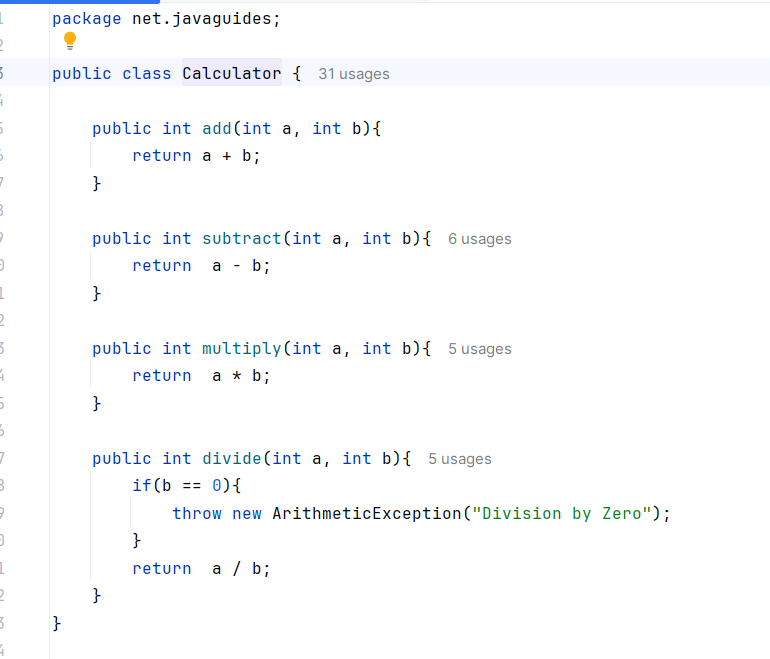 package net.javaguides;
public class Calculator { 31 usages
public int add(int a, int b){
return a + b;
}
public int subtract(int a, int b){ 6 usages
return  a - b;
}
public int multiply(int a, int b){ 5 usages
return  a * b;
}
public int divide(int a, int b){ 5 usages
if(b == 0){
throw new ArithmeticException("Division by Zero");
}
return  a / b;
}
}